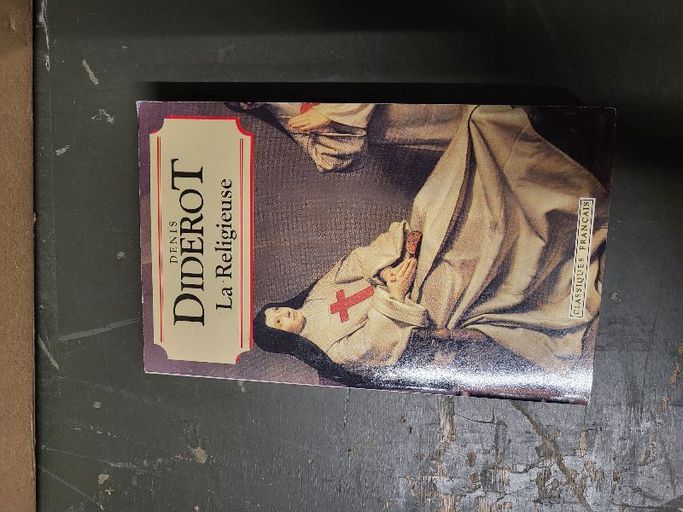 DENIS
DIDEROT
La Religieuse
CLASSIQUES FRANÇAIS